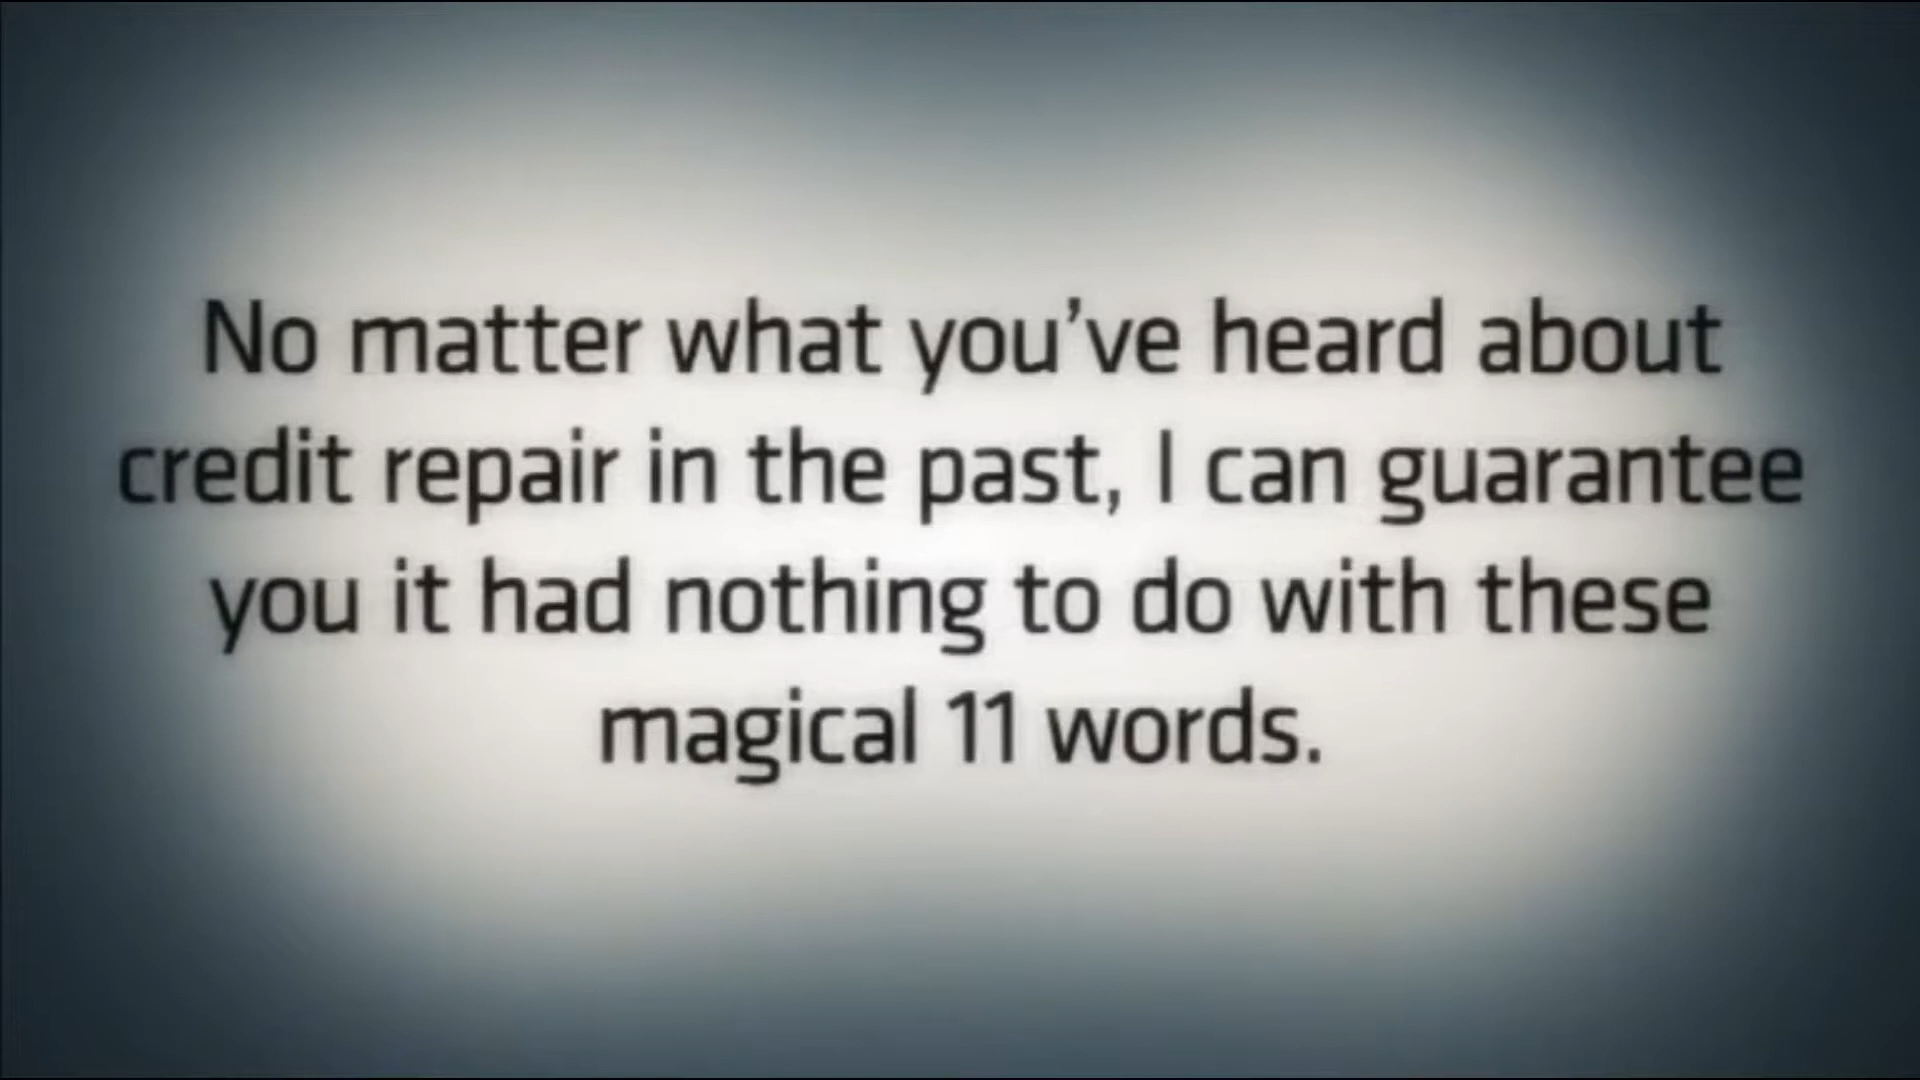 No matter what you’ve heard about
credit repair in the past, I can guarantee
you it had nothing to do with these
magical 11 words.